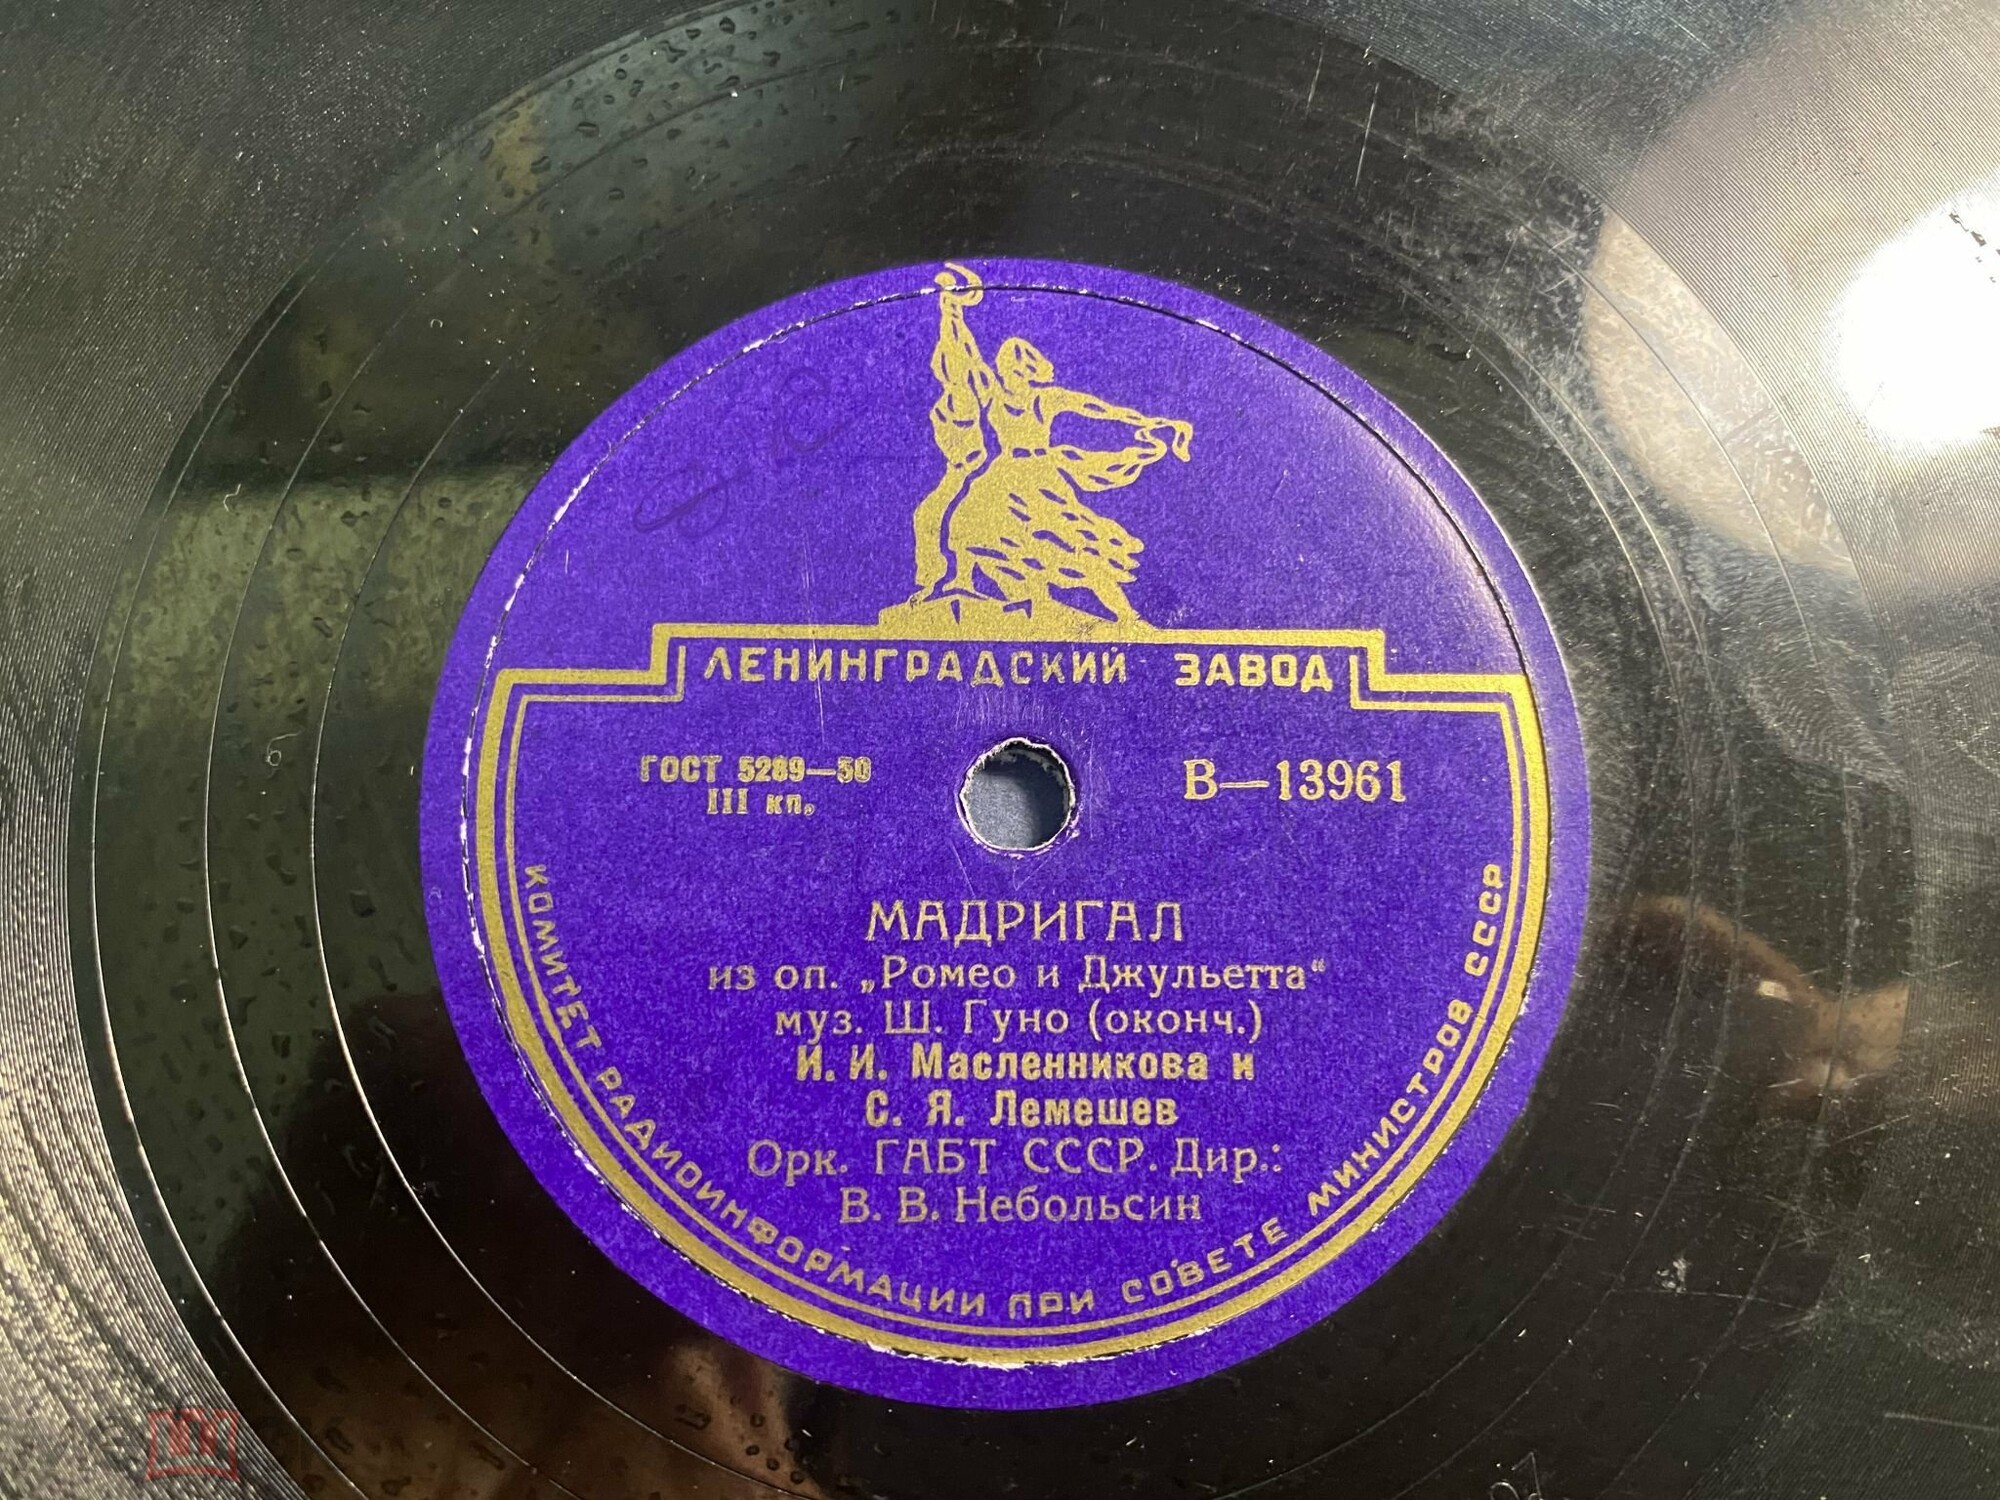 ЛЕНИНГРАДСКИЙ ЗАВОД
ГОСТ 5289—50
III кл.
В—13961
МАДРИГАЛ
из оп. „Ромео и Джульетта“
муз. Ш. Гуно (оконч.)
И. И. Масленникова и
С. Я. Лемешев
Орк. ГАБТ СССР. Дир.:
В. В. Небольсин
КОМИТЕТ РАДИОИНФОРМАЦИИ ПРИ СОВЕТЕ МИНИСТРОВ СССР